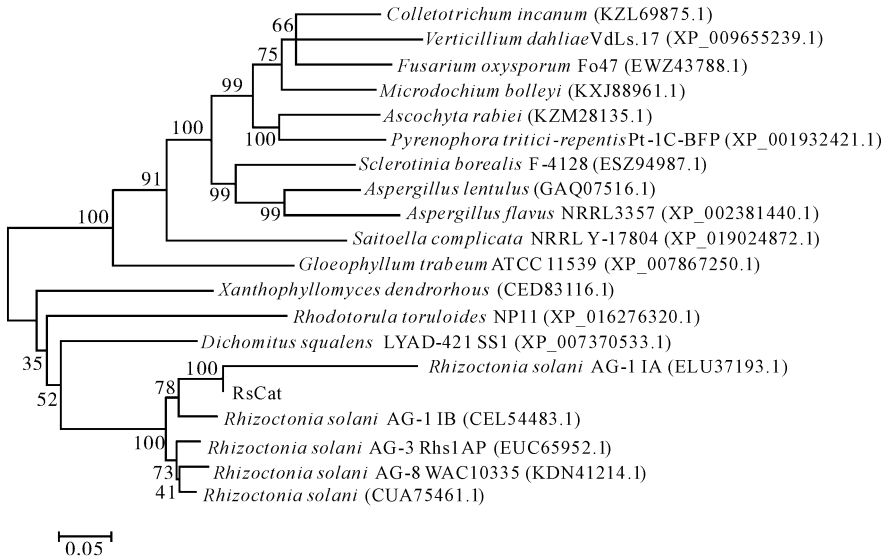 66
Colletotrichum incanum (KZL69875.1)
75
Verticillium dahliaeVdLs.17 (XP_009655239.1)
Fusarium oxysporum Fo47 (EWZ43788.1)
99
Microdochium bolleyi (KXJ88961.1)
Ascochyta rabiei (KZM28135.1)
100
100
Pyrenophora tritici-repentisPt-1C-BFP (XP_001932421.1)
Sclerotinia borealis F-4128 (ESZ94987.1)
91
99
Aspergillus lentulus (GAQ07516.1)
99
Aspergillus flavus NRRL3357 (XP_002381440.1)
100
Saitoella complicata NRRL Y-17804 (XP_019024872.1)
Gloeophyllum trabeum ATCC 11539 (XP_007867250.1)
Xanthophyllomyces dendrorhous (CED83116.1)
Rhodotorula toruloides NP11 (XP_016276320.1)
35
Dichomitus squalens LYAD-421 SS1 (XP_007370533.1)
100
Rhizoctonia solani AG-1 IA (ELU37193.1)
52
78
RsCat
Rhizoctonia solani AG-1 IB (CEL54483.1)
100
Rhizoctonia solani AG-3 Rhs1AP (EUC65952.1)
73
Rhizoctonia solani AG-8 WAC10335 (KDN41214.1)
41
Rhizoctonia solani (CUA75461.1)
0.05